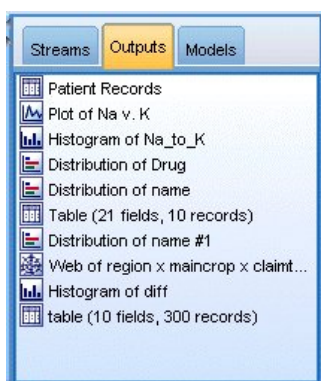 Streams Outputs Models
Patient Records
Plot of Na v. K
Histogram of Na_to_K
Distribution of Drug
Distribution of name
Table (21 fields, 10 records)
Distribution of name #1
Web of region x maincrop x claimt...
Histogram of diff
table (10 fields, 300 records)